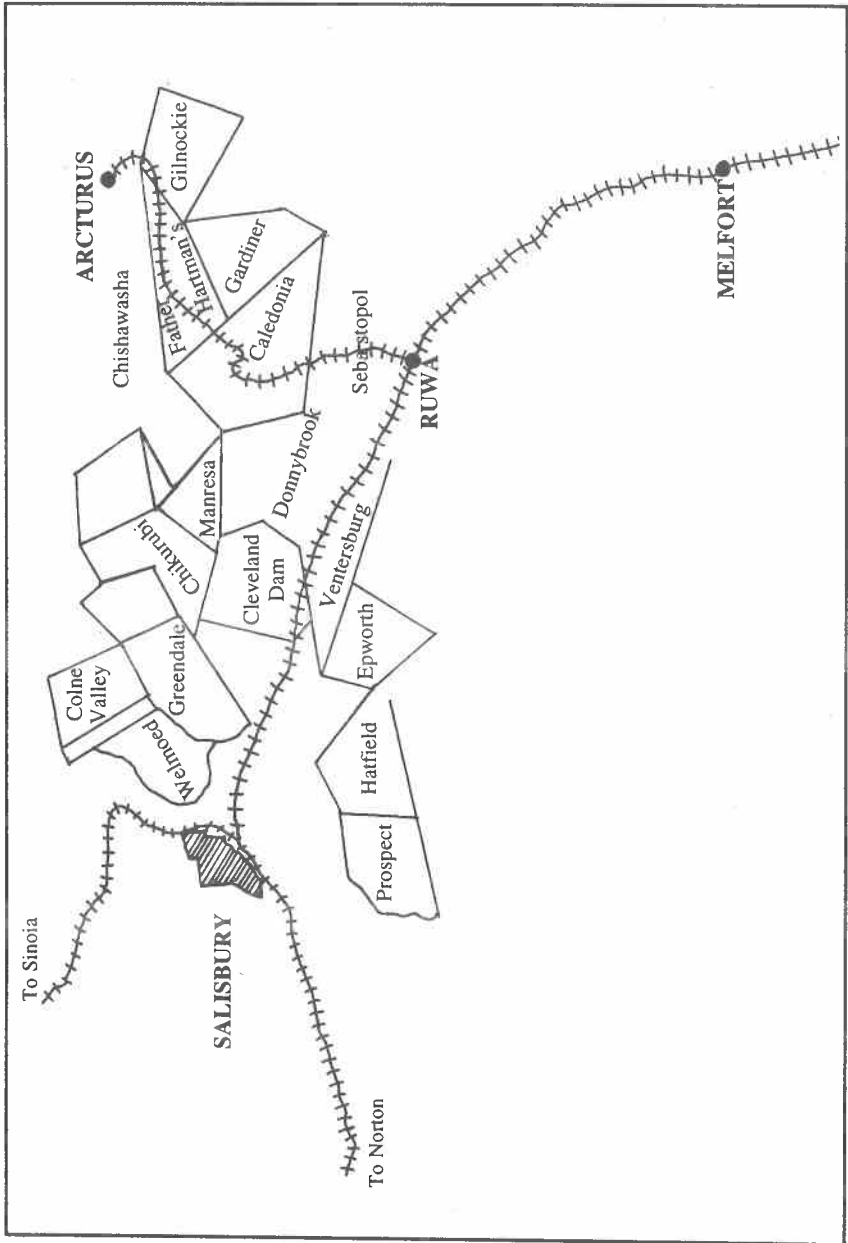 To Sinoia
ARCTURUS
Chishawasha
Gilnockie
Father
Hartman's
Gardiner
Caledonia
Colne
Valley
Chikurubi
Manresa
Welmoed
Greendale
Cleveland
Dam
Donnybrook
Sebarstopol
SALISBURY
RUWA
Ventersburg
Epworth
Hatfield
Prospect
To Norton
MELFORT